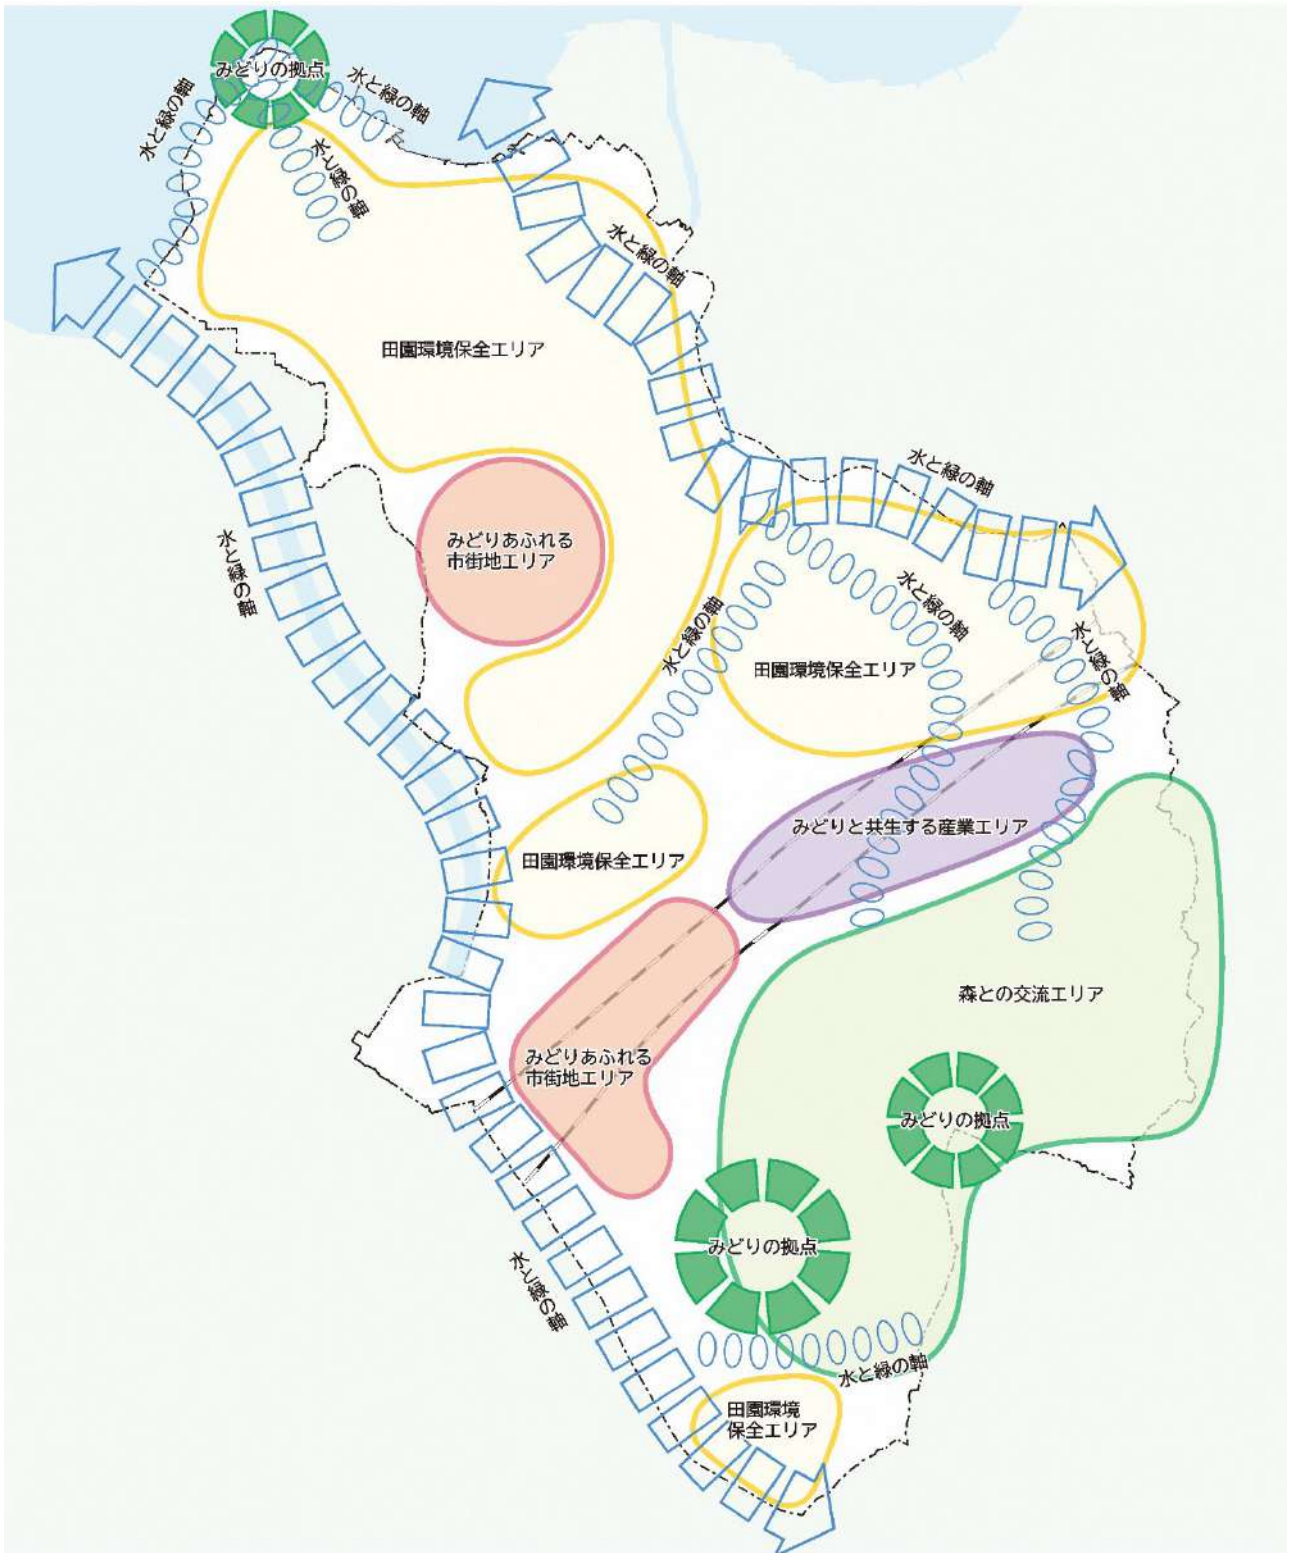 みどりの拠点
水と緑の軸
水と緑の軸
水と緑の軸
水と緑の軸
田園環境保全エリア
水と緑の軸
みどりあふれる
市街地エリア
水と緑の軸
水と緑の軸
水と緑の軸
水と緑の軸
田園環境保全エリア
みどりと共生する産業エリア
田園環境保全エリア
森との交流エリア
みどりあふれる
市街地エリア
みどりの拠点
みどりの拠点
水と緑の軸
水と緑の軸
田園環境
保全エリア